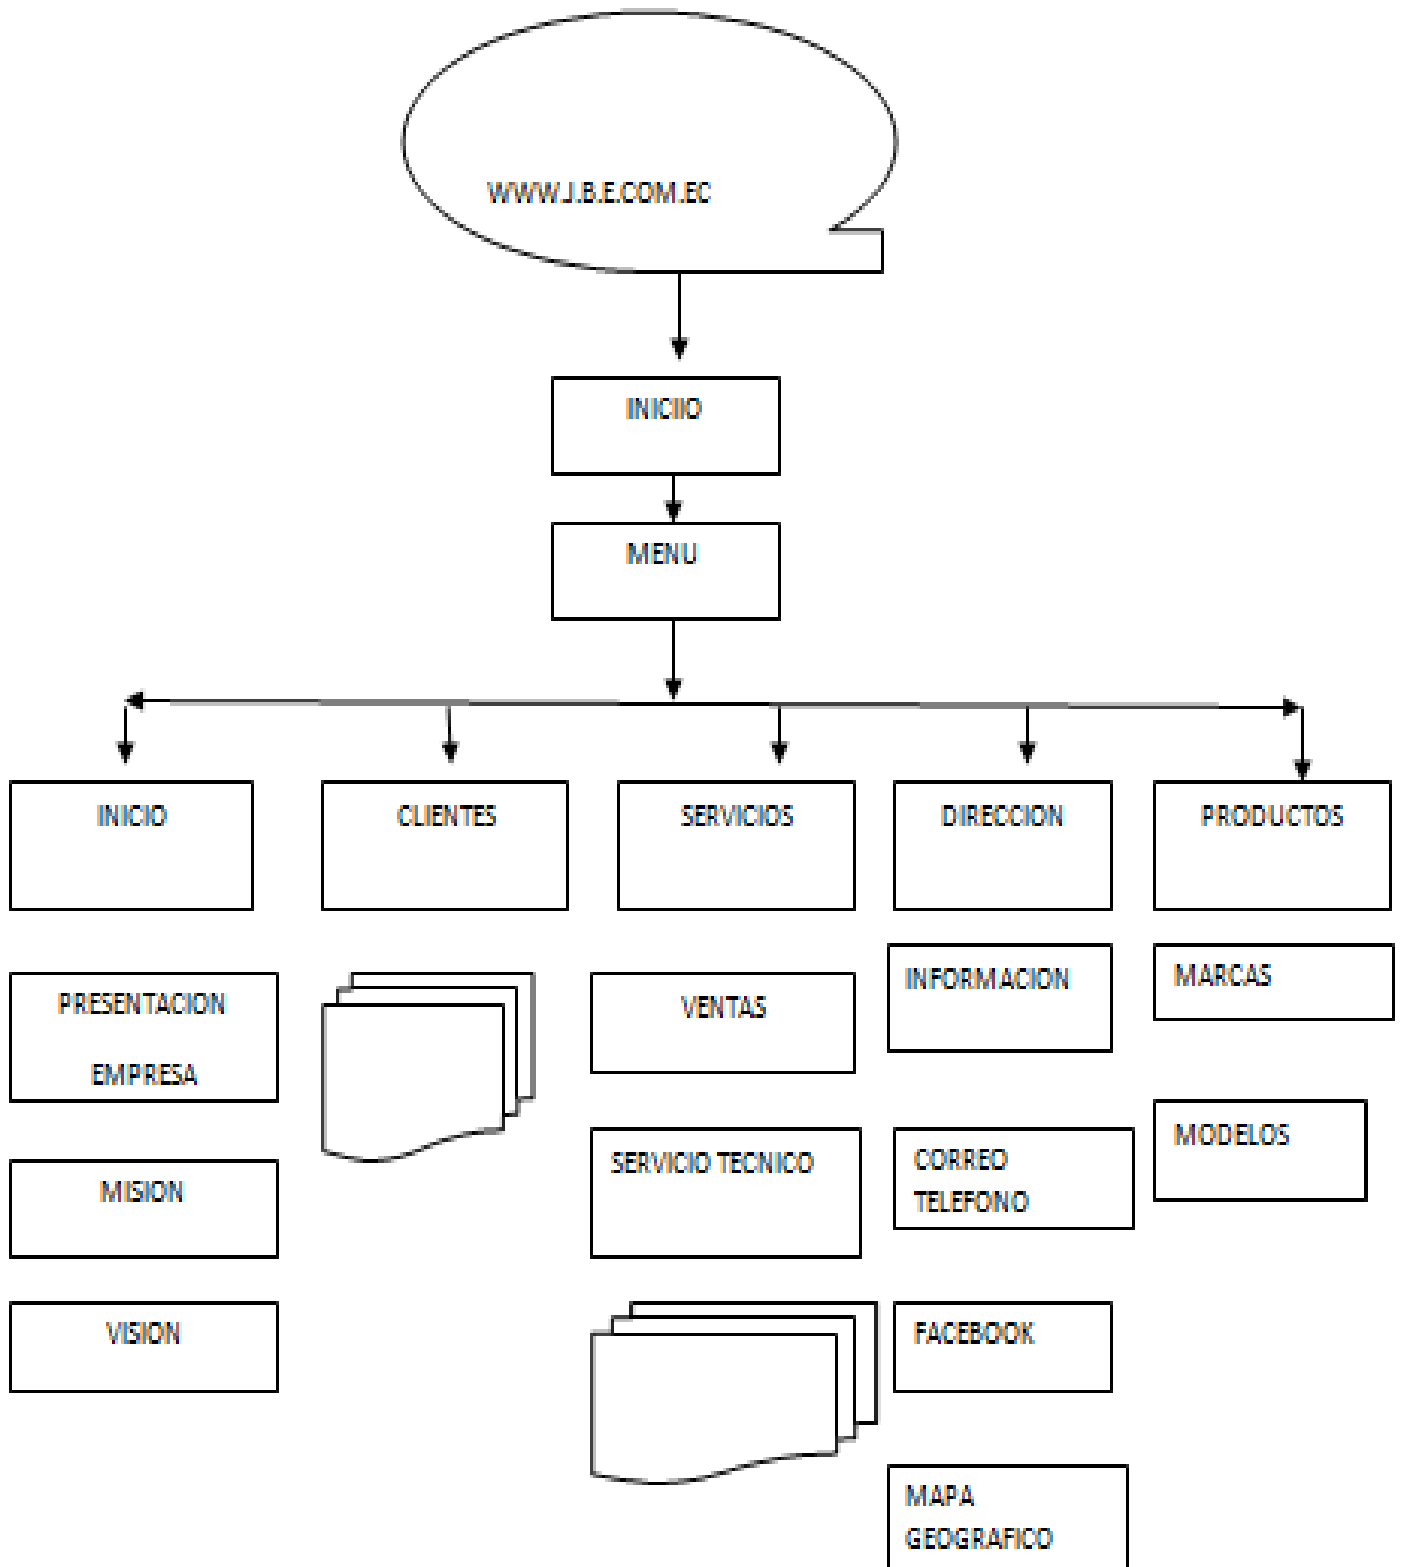 WWW.J.B.E.COM.EC
INICIIO
MENU
INICIO
CLIENTES
SERVICIOS
DIRECCION
PRODUCTOS
PRESENTACION
EMPRESA
MISION
VISION
VENTAS
SERVICIO TECNICO
INFORMACION
CORREO
TELEFONO
FACEBOOK
MAPA
GEOGRAFICO
MARCAS
MODELOS